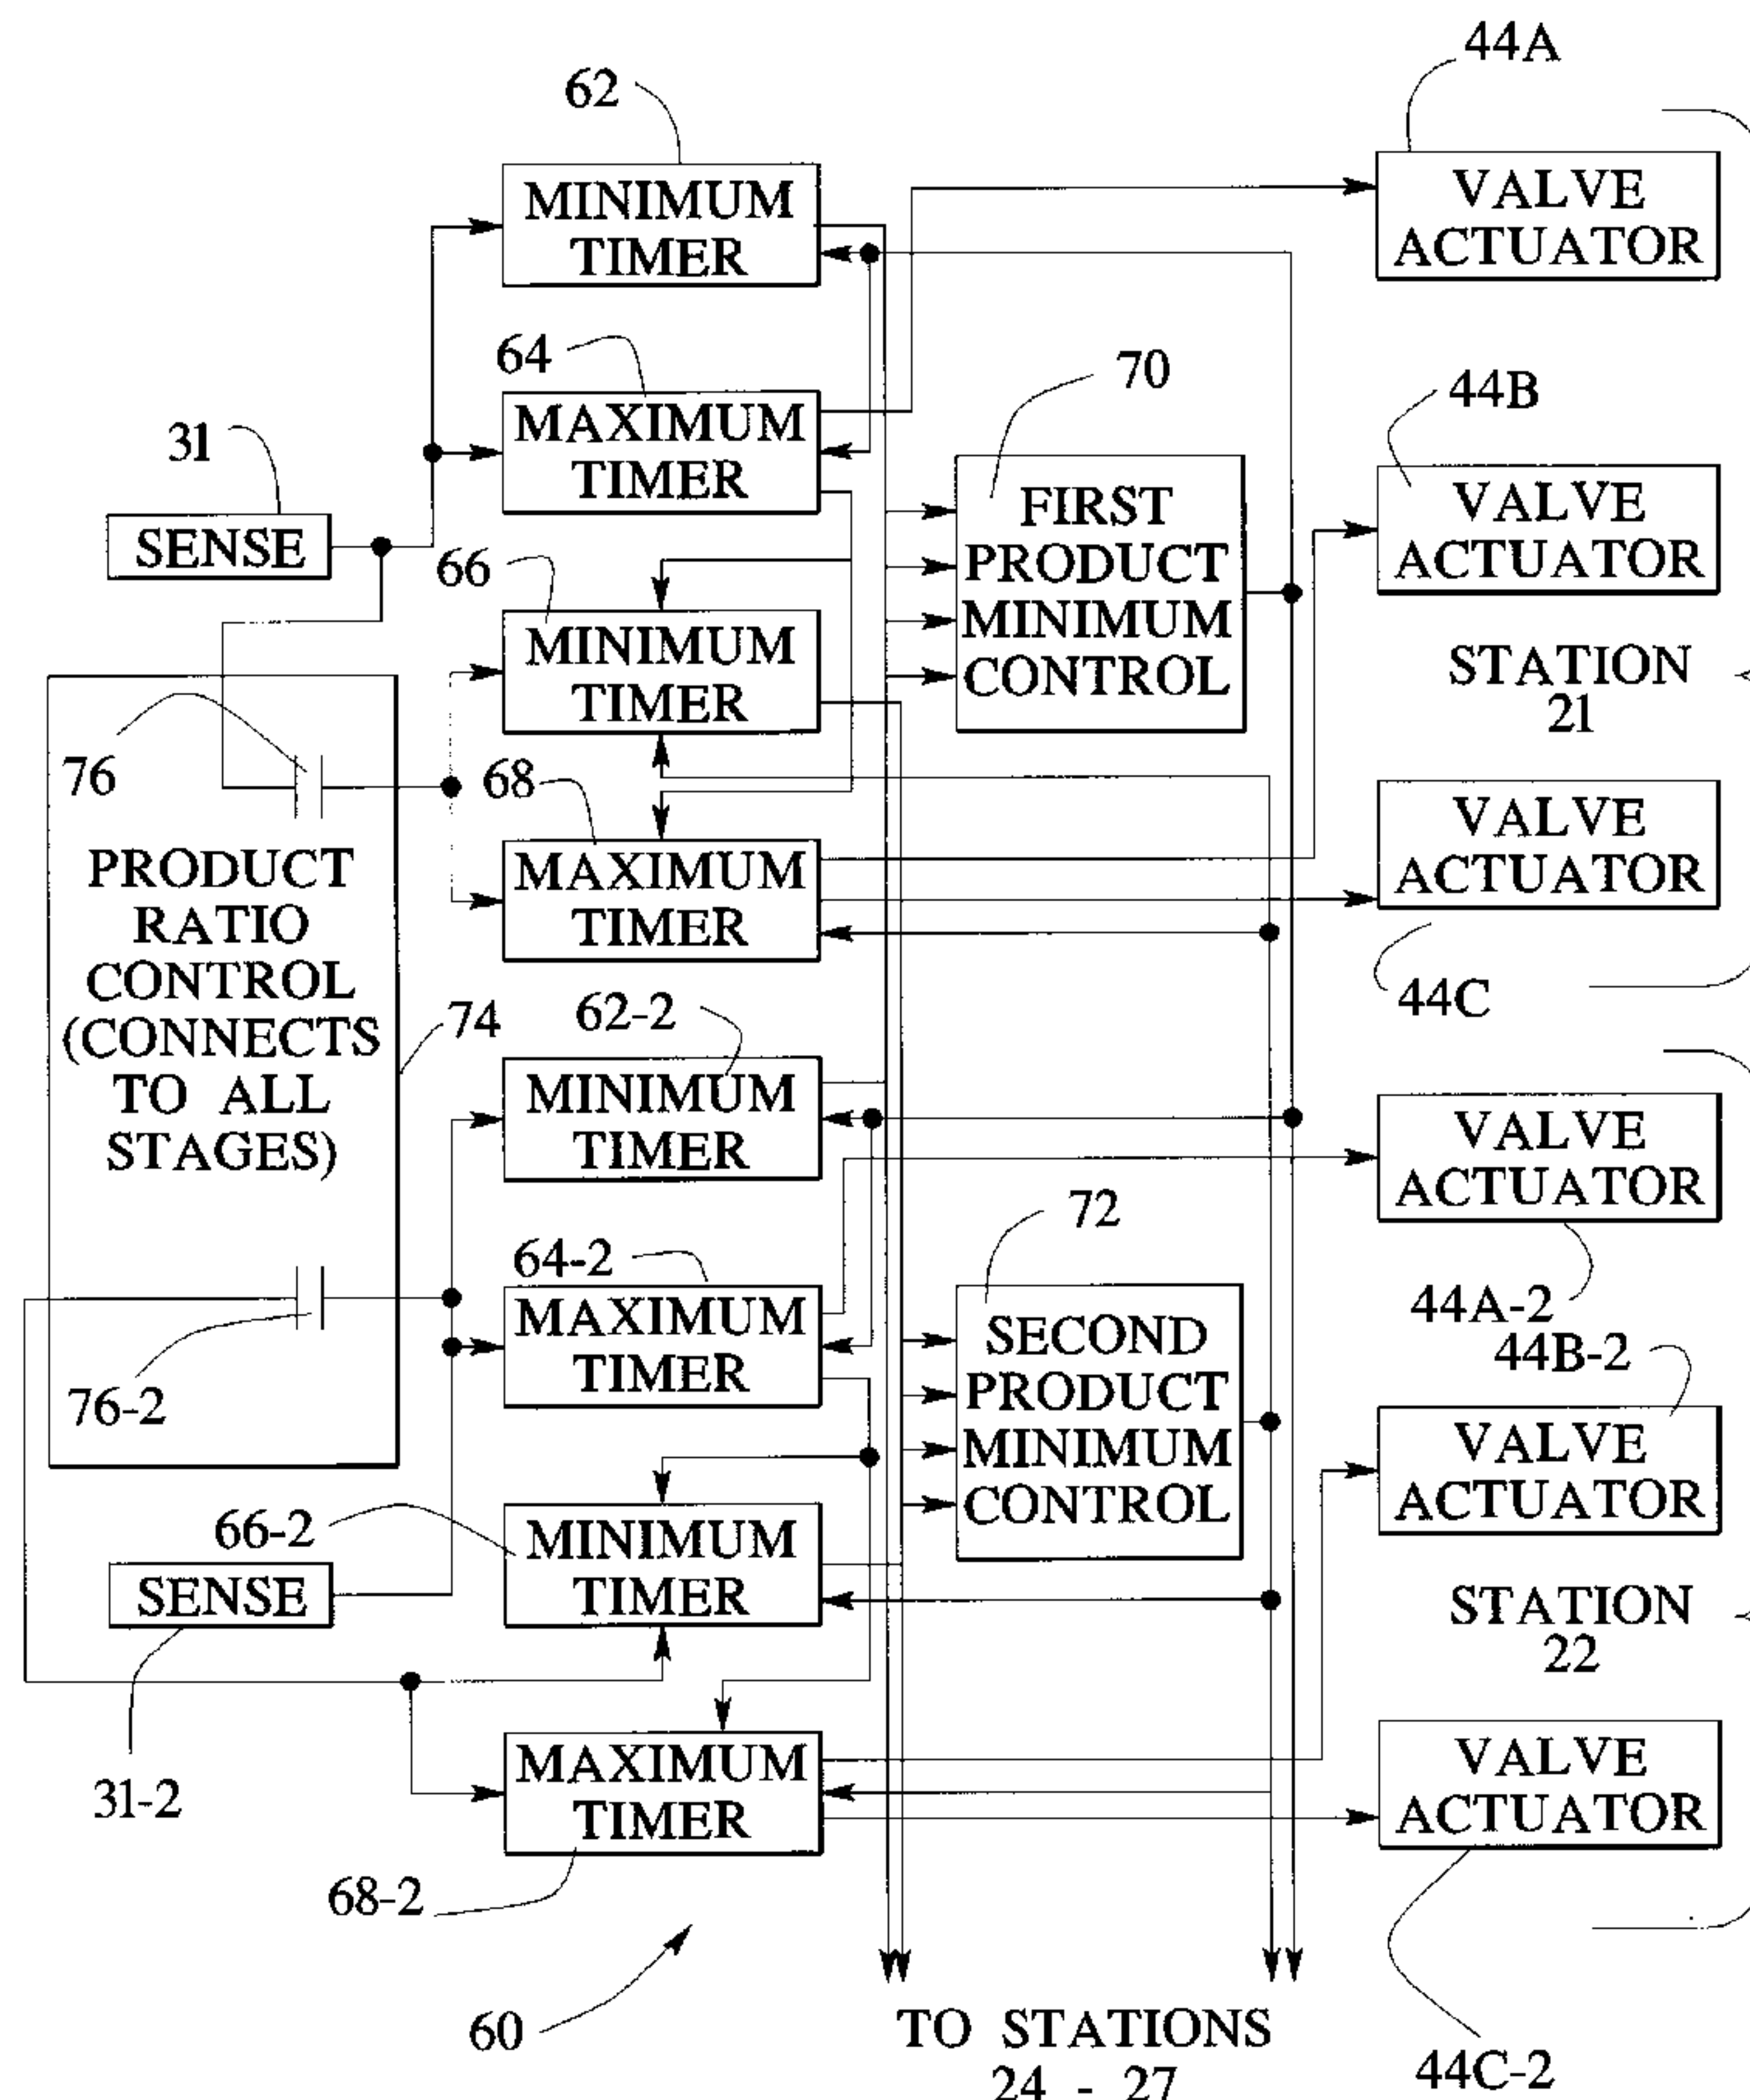 44A
62
VALVE
ACTUATOR
MINIMUM
TIMER
64
70
44B
MAXIMUM
TIMER
31
SENSE
FIRST
PRODUCT
MINIMUM
CONTROL
VALVE
ACTUATOR
66
MINIMUM
TIMER
STATION
21
76
68
VALVE
ACTUATOR
MAXIMUM
TIMER
44C
PRODUCT
RATIO
CONTROL
(CONNECTS
TO ALL
STAGES)
74
62-2
MINIMUM
TIMER
VALVE
ACTUATOR
72
64-2
44A-2
MAXIMUM
TIMER
SECOND
PRODUCT
MINIMUM
CONTROL
44B-2
76-2
VALVE
ACTUATOR
66-2
MINIMUM
TIMER
SENSE
STATION
22
31-2
MAXIMUM
TIMER
VALVE
ACTUATOR
68-2
60
TO STATIONS
24 - 27
44C-2